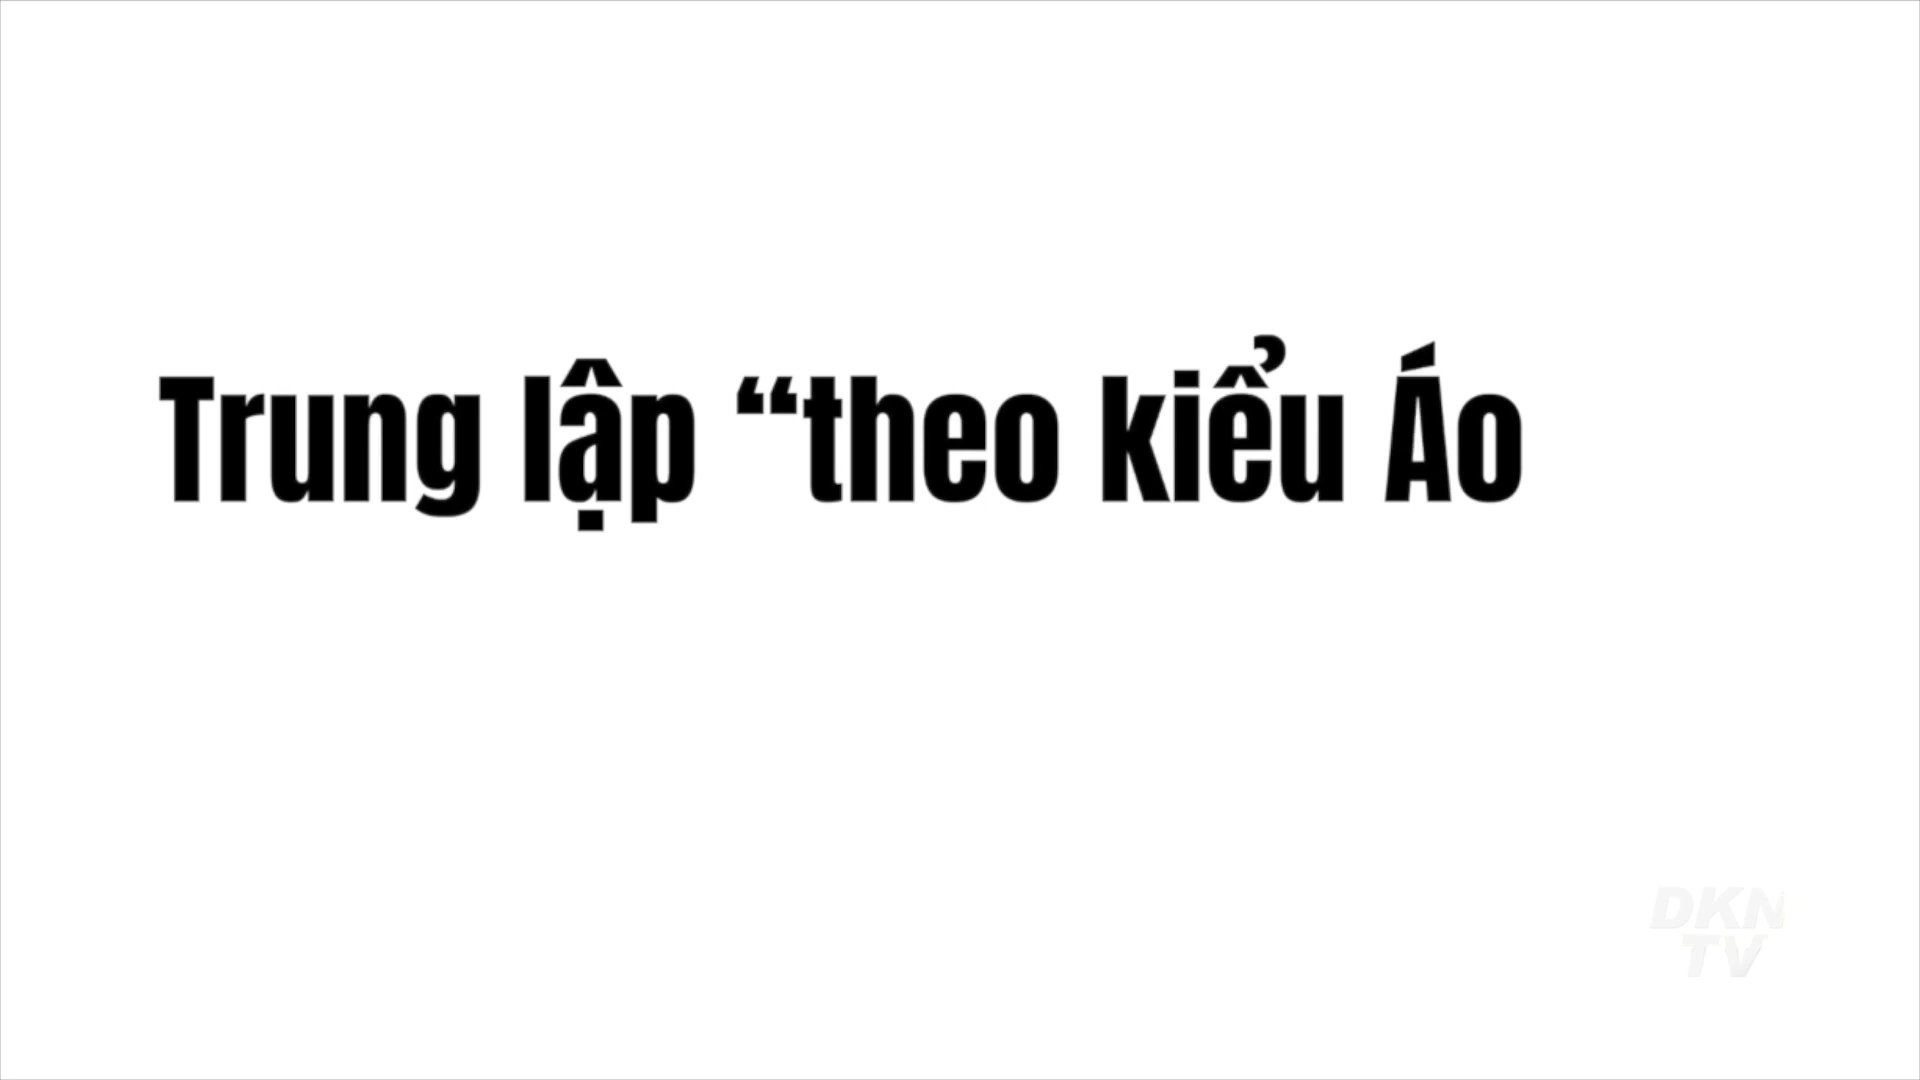 Trung lập “theo kiểu Áo
DKN
TV